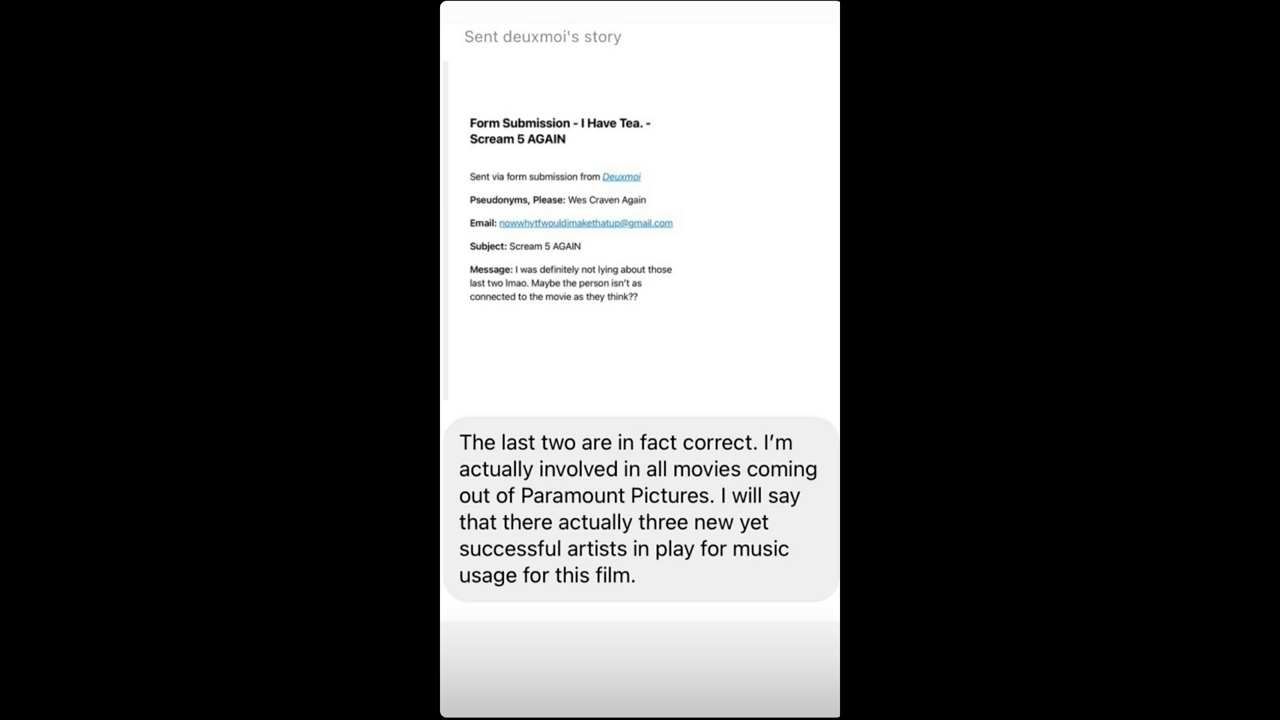 Sent deuxmoi's story
Form Submission - I Have Tea. -
Scream 5 AGAIN
Sent via form submission from Deuxmoi
Pseudonyms, Please: Wes Craven Again
Email: nowwhytfwouldimakethatup@gmail.com
Subject: Scream 5 AGAIN
Message: I was definitely not lying about those
last two lmao. Maybe the person isn't as
connected to the movie as they think??
The last two are in fact correct. I'm
actually involved in all movies coming
out of Paramount Pictures. I will say
that there actually three new yet
successful artists in play for music
usage for this film.